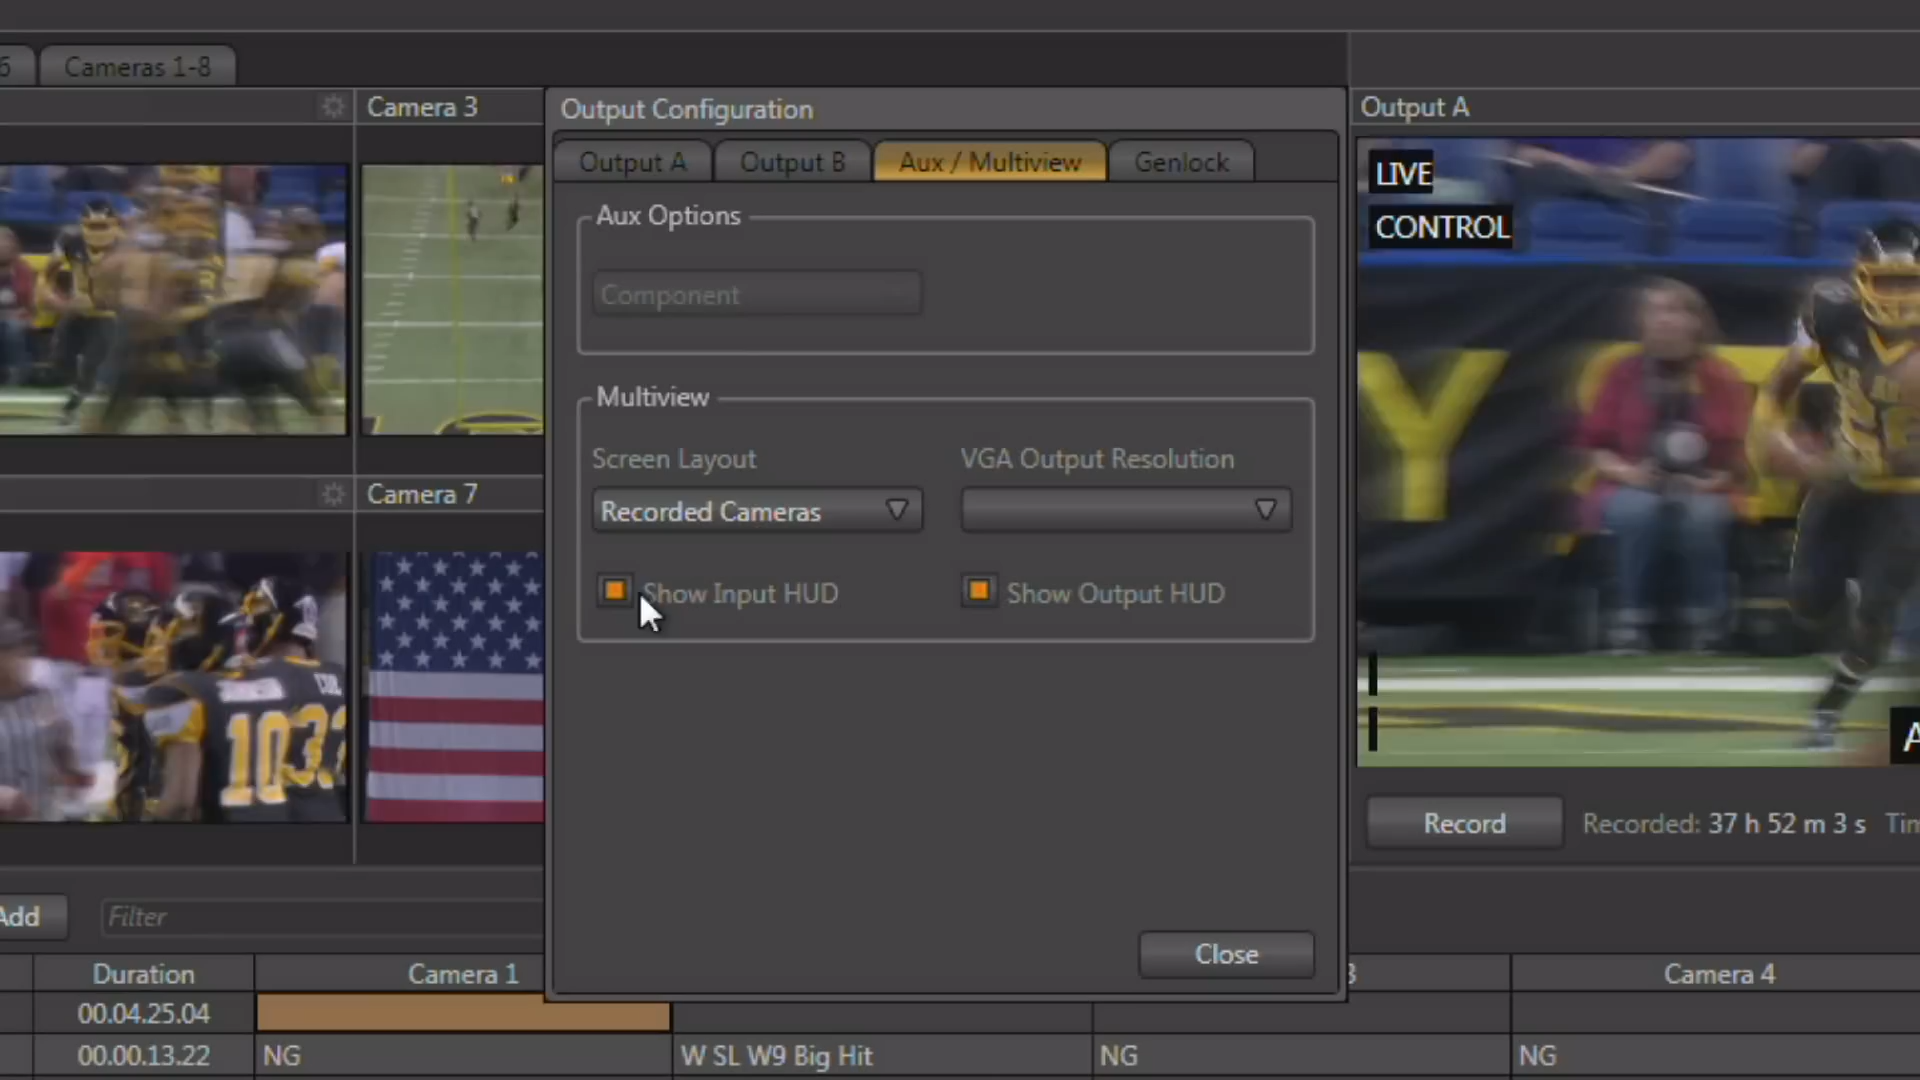 6
Cameras 1-8
Camera 3
Output Configuration
Output A
Output A
Output B
Aux / Multiview
Genlock
LIVE
CONTROL
Aux Options
Component
Multiview
Screen Layout
VGA Output Resolution
Recorded Cameras
Camera 7
Show Input HUD
Show Output HUD
Y
103
A
Record
Recorded: 37 h 52 m 3 s
Add
Filter
Close
Duration
Camera 1
3
Camera 4
00.04.25.04
00.00.13.22
NG
W SL W9 Big Hit
NG
NG